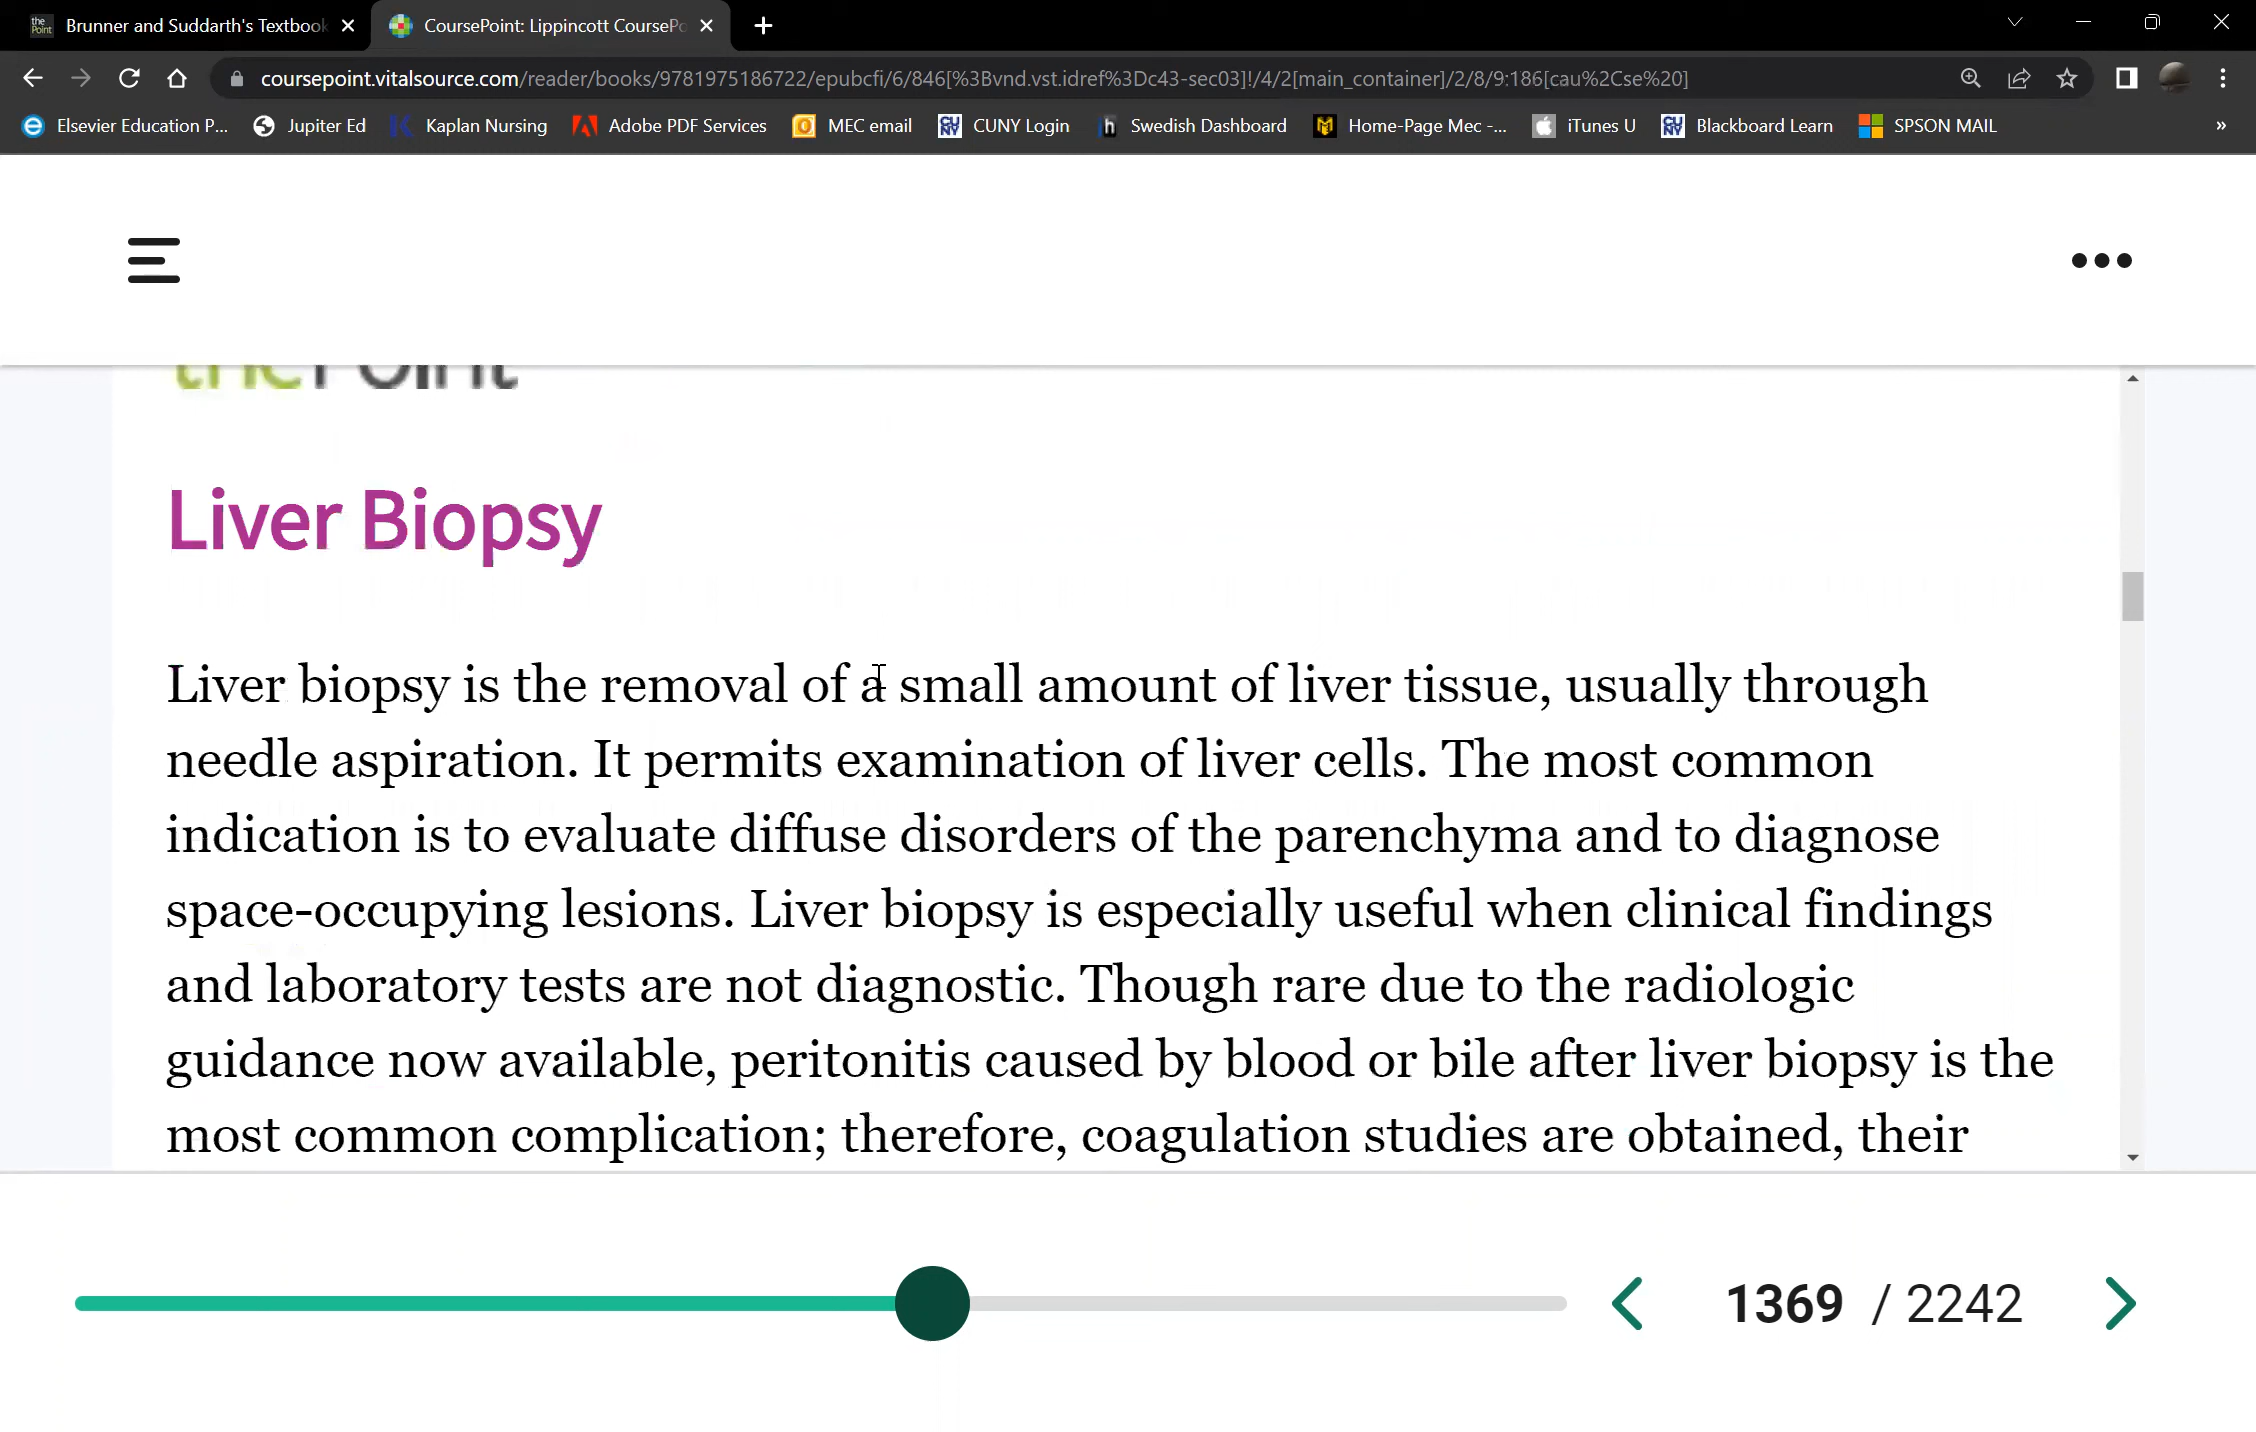 the Point Brunner and Suddarth's Textbook
CoursePoint: Lippincott CoursePo
coursepoint.vitalsource.com/reader/books/9781975186722/epubcfi/6/846[%3Bvnd.vst.idref%3Dc43-sec03]!/4/2[main_container]/2/8/9:186[cau%2Cse%20]
Elsevier Education P... Jupiter Ed Kaplan Nursing Adobe PDF Services MEC email CUNY Login Swedish Dashboard Home-Page Mec -... iTunes U Blackboard Learn SPSON MAIL »
thePoint
Liver Biopsy
Liver biopsy is the removal of a small amount of liver tissue, usually through
needle aspiration. It permits examination of liver cells. The most common
indication is to evaluate diffuse disorders of the parenchyma and to diagnose
space-occupying lesions. Liver biopsy is especially useful when clinical findings
and laboratory tests are not diagnostic. Though rare due to the radiologic
guidance now available, peritonitis caused by blood or bile after liver biopsy is the
most common complication; therefore, coagulation studies are obtained, their
1369 / 2242